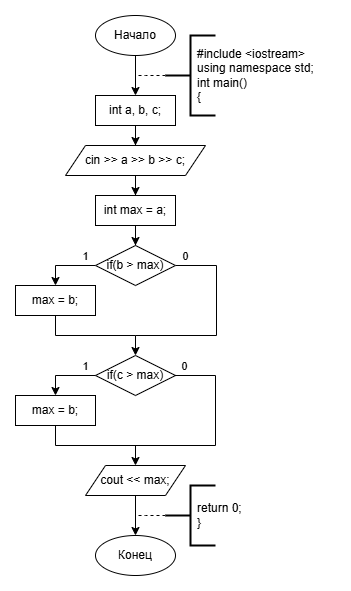 Начало
#include <iostream>
using namespace std;
int main()
{
int a, b, c;
cin >> a >> b >> c;
int max = a;
1
if(b > max)
0
max = b;
1
if(c > max)
0
max = b;
cout << max;
return 0;
}
Конец